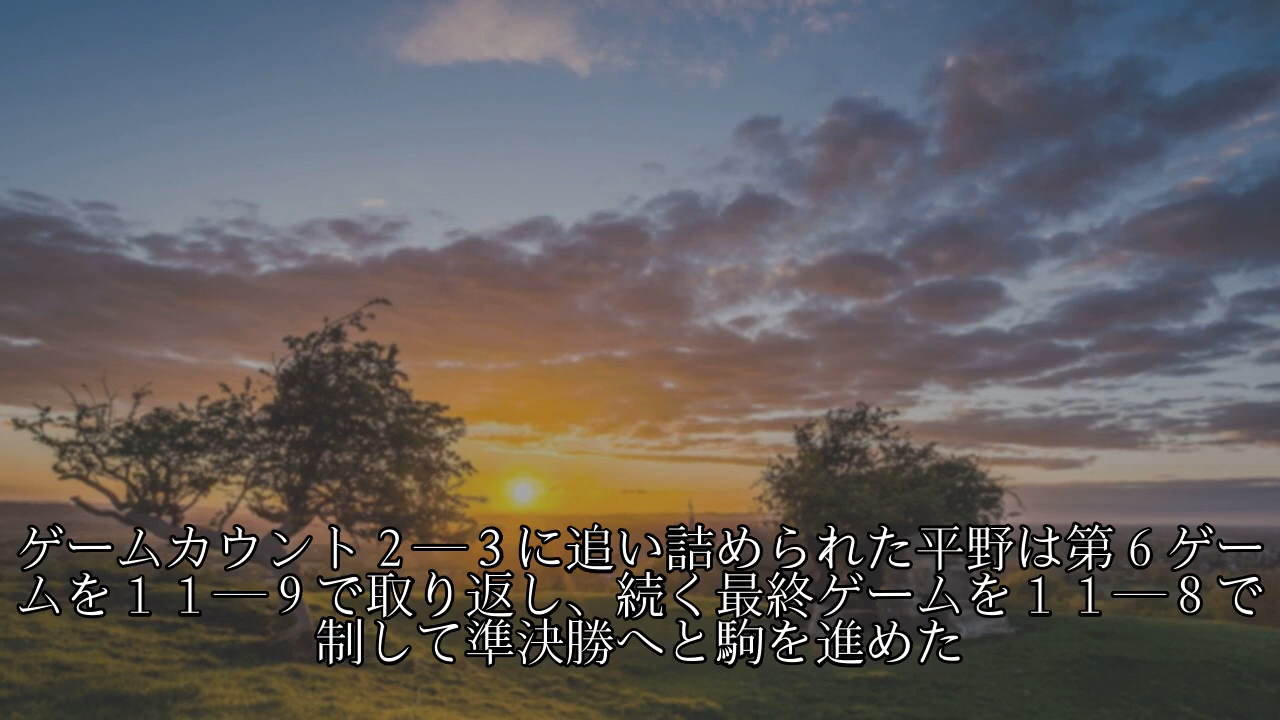 ゲームカウント２―３に追い詰められた平野は第６ゲー
ムを１１―９で取り返し、続く最終ゲームを１１―８で
制して準決勝へと駒を進めた